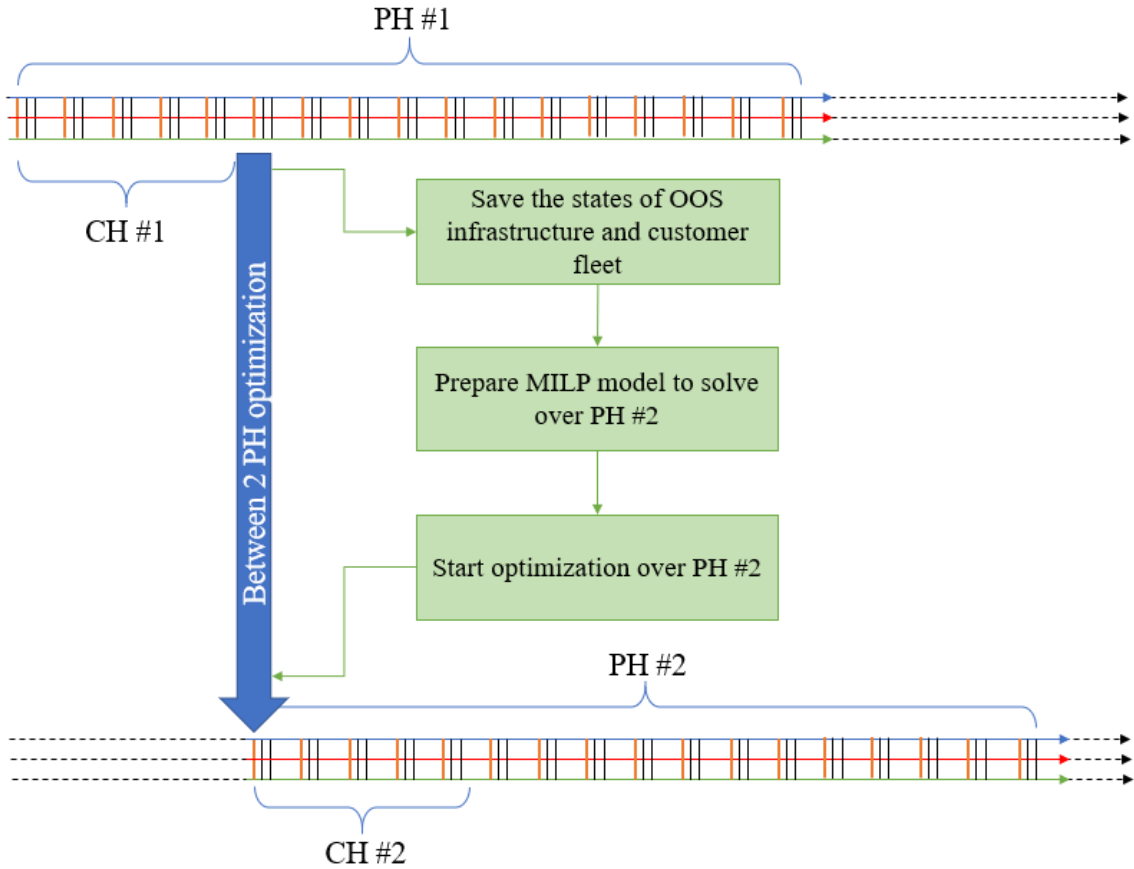 PH #1
CH #1
Save the states of OOS
infrastructure and customer
fleet
Between 2 PH optimization
Prepare MILP model to solve
over PH #2
Start optimization over PH #2
PH #2
CH #2